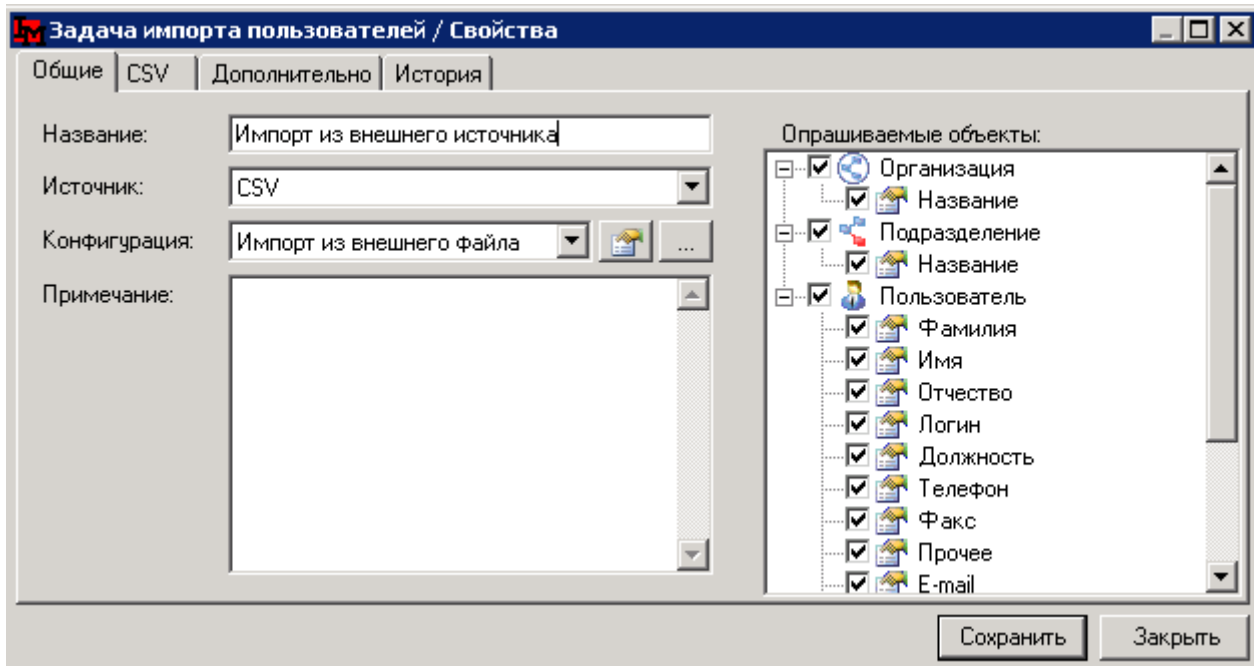 Задача импорта пользователей / Свойства
Общие CSV Дополнительно История
Название: Импорт из внешнего источника
Источник: CSV
Конфигурация: Импорт из внешнего файла ...
Примечание:
Опрашиваемые объекты:
Организация
Название
Подразделение
Название
Пользователь
Фамилия
Имя
Отчество
Логин
Должность
Телефон
Факс
Прочее
E-mail
Сохранить Закрыть